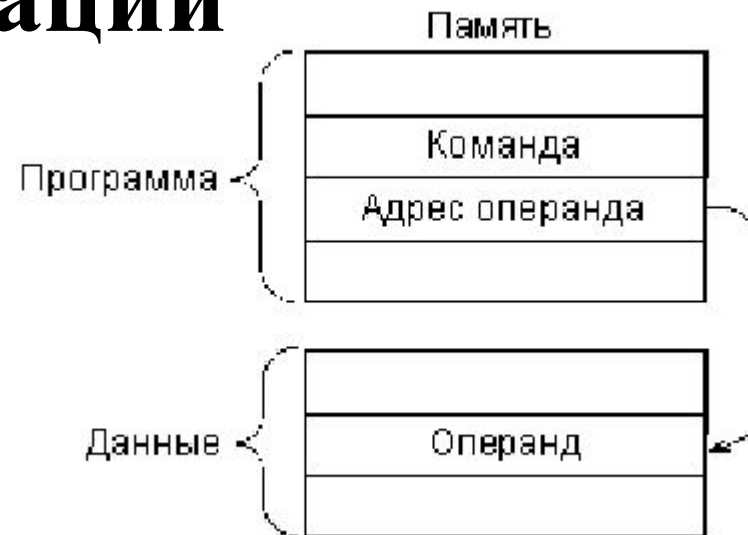 ации
Память
Команда
Программа
Адрес операнда
Данные
Операнд